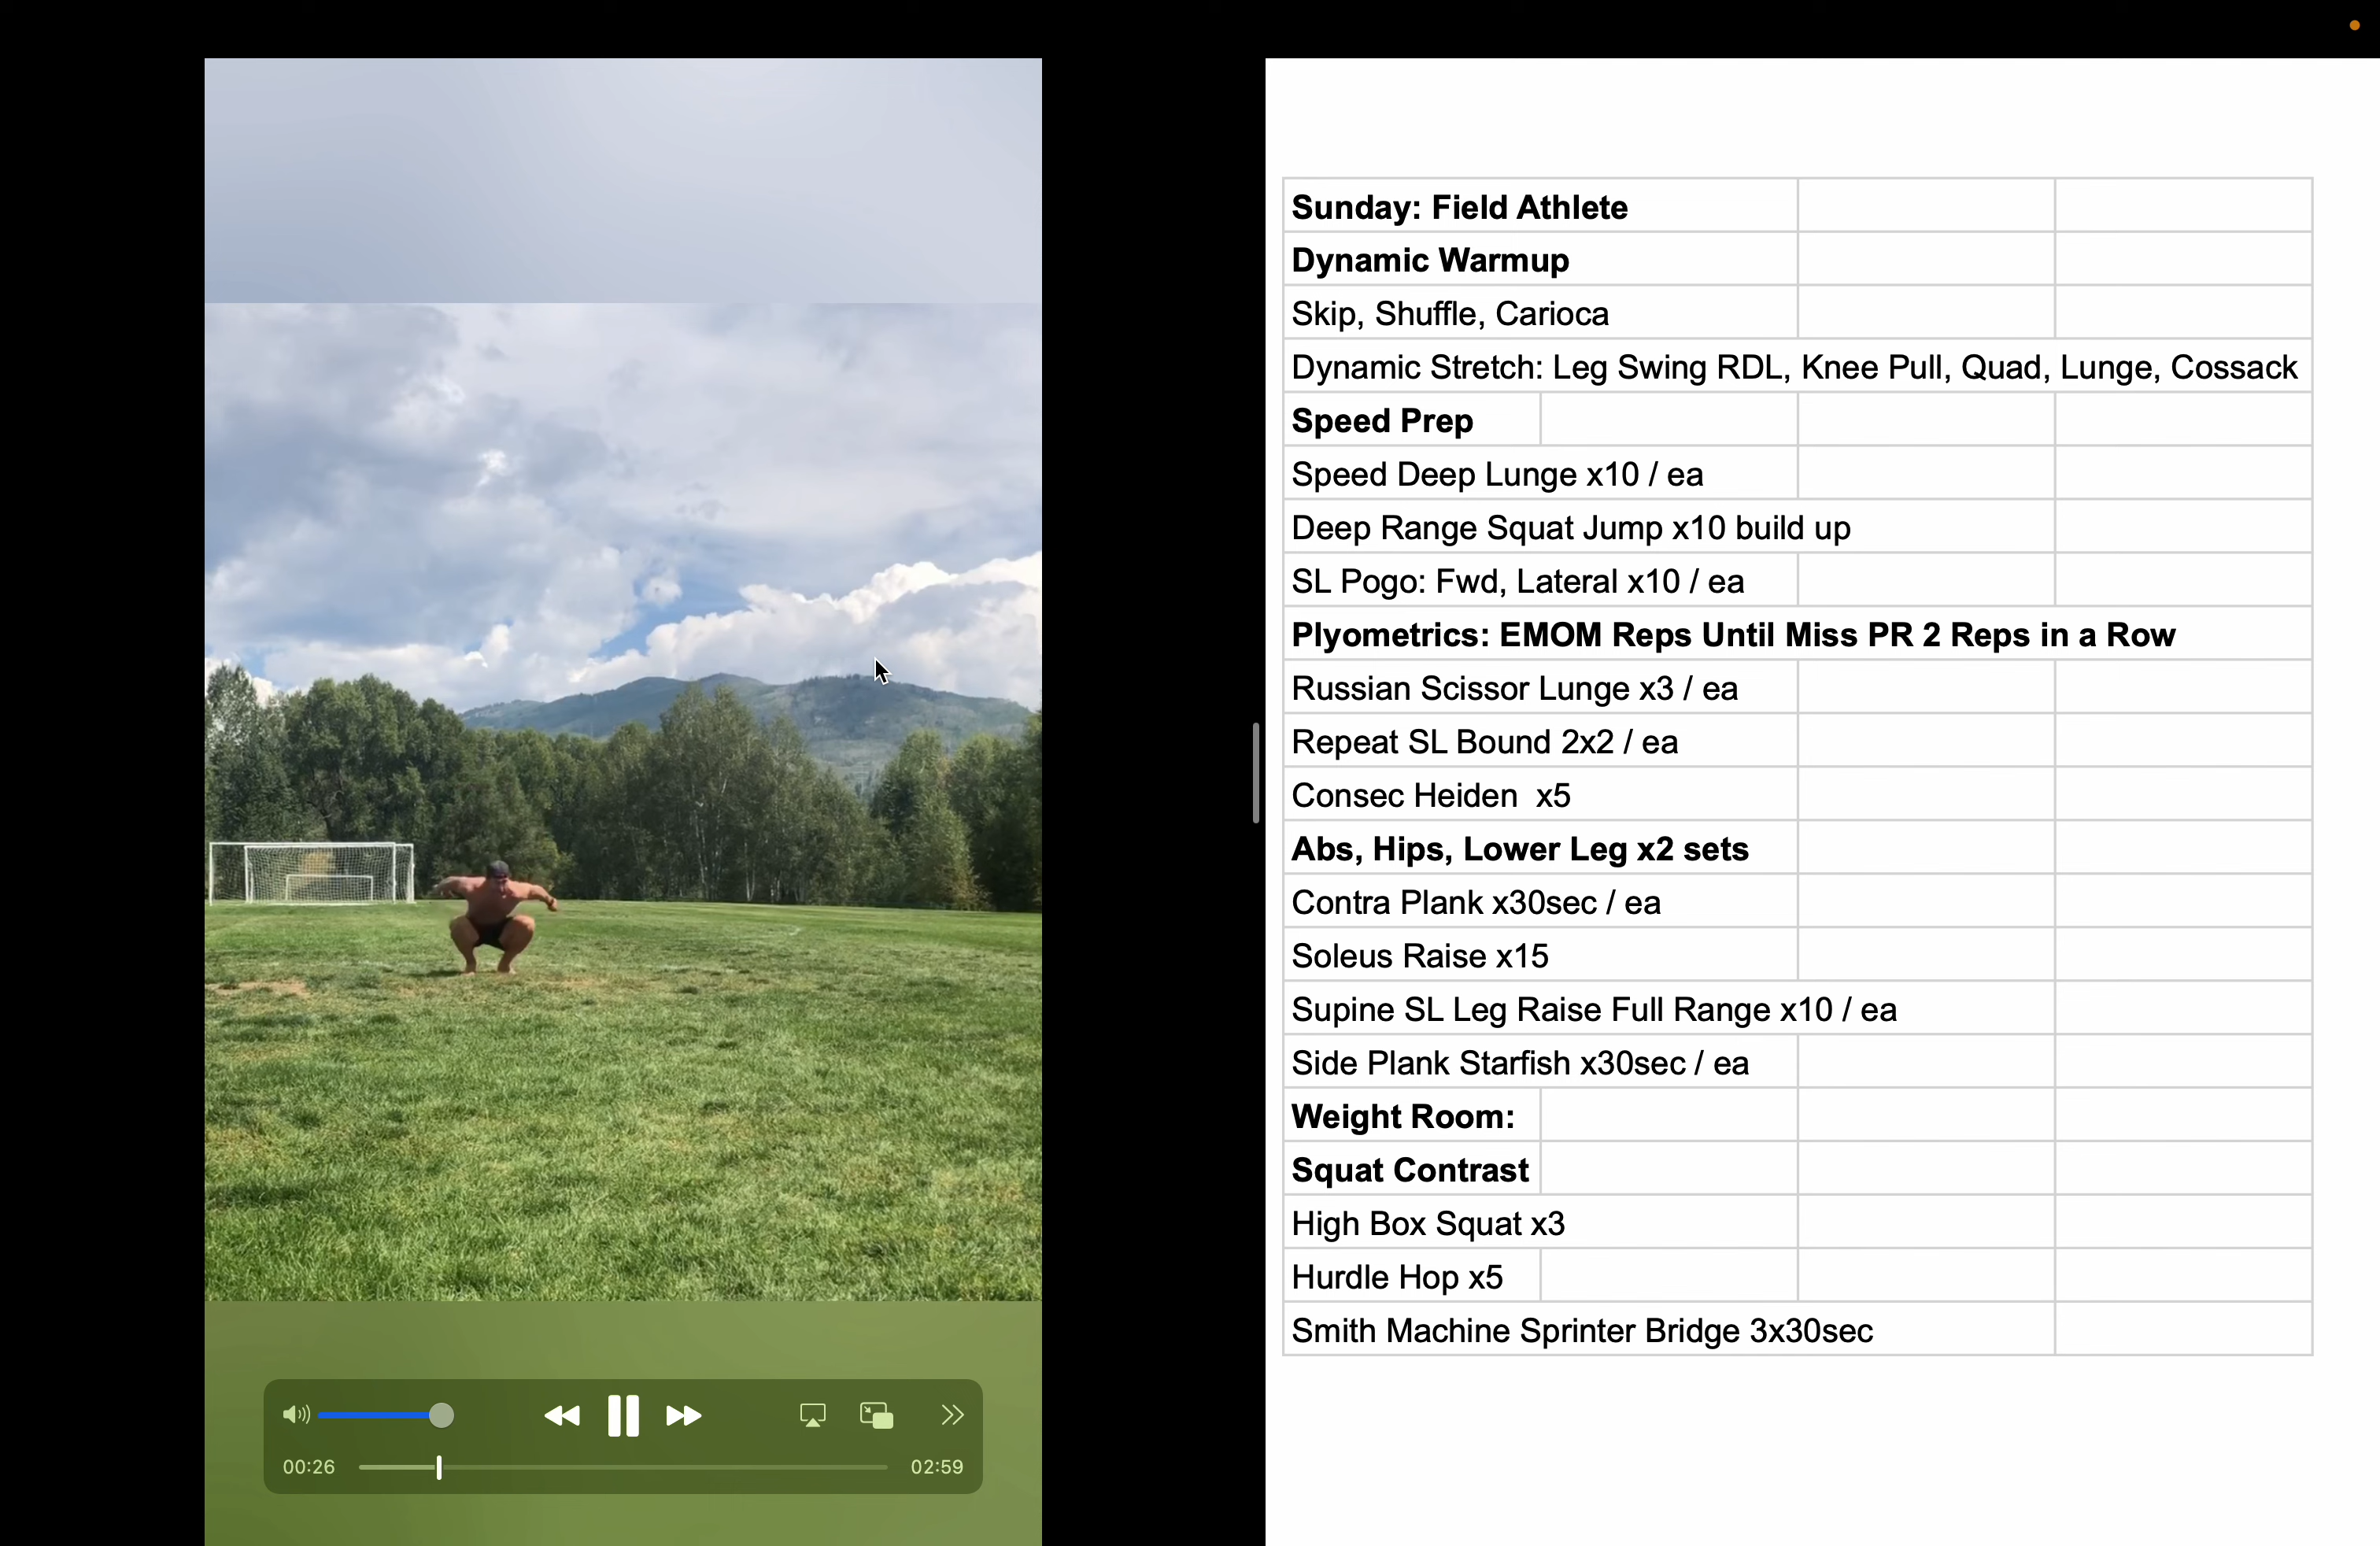 Sunday: Field Athlete
Dynamic Warmup
Skip, Shuffle, Carioca
Dynamic Stretch: Leg Swing RDL, Knee Pull, Quad, Lunge, Cossack
Speed Prep
Speed Deep Lunge x10 / ea
Deep Range Squat Jump x10 build up
SL Pogo: Fwd, Lateral x10 / ea
Plyometrics: EMOM Reps Until Miss PR 2 Reps in a Row
Russian Scissor Lunge x3 / ea
Repeat SL Bound 2x2 / ea
Consec Heiden  x5
Abs, Hips, Lower Leg x2 sets
Contra Plank x30sec / ea
Soleus Raise x15
Supine SL Leg Raise Full Range x10 / ea
Side Plank Starfish x30sec / ea
Weight Room:
Squat Contrast
High Box Squat x3
Hurdle Hop x5
Smith Machine Sprinter Bridge 3x30sec
00:26 02:59